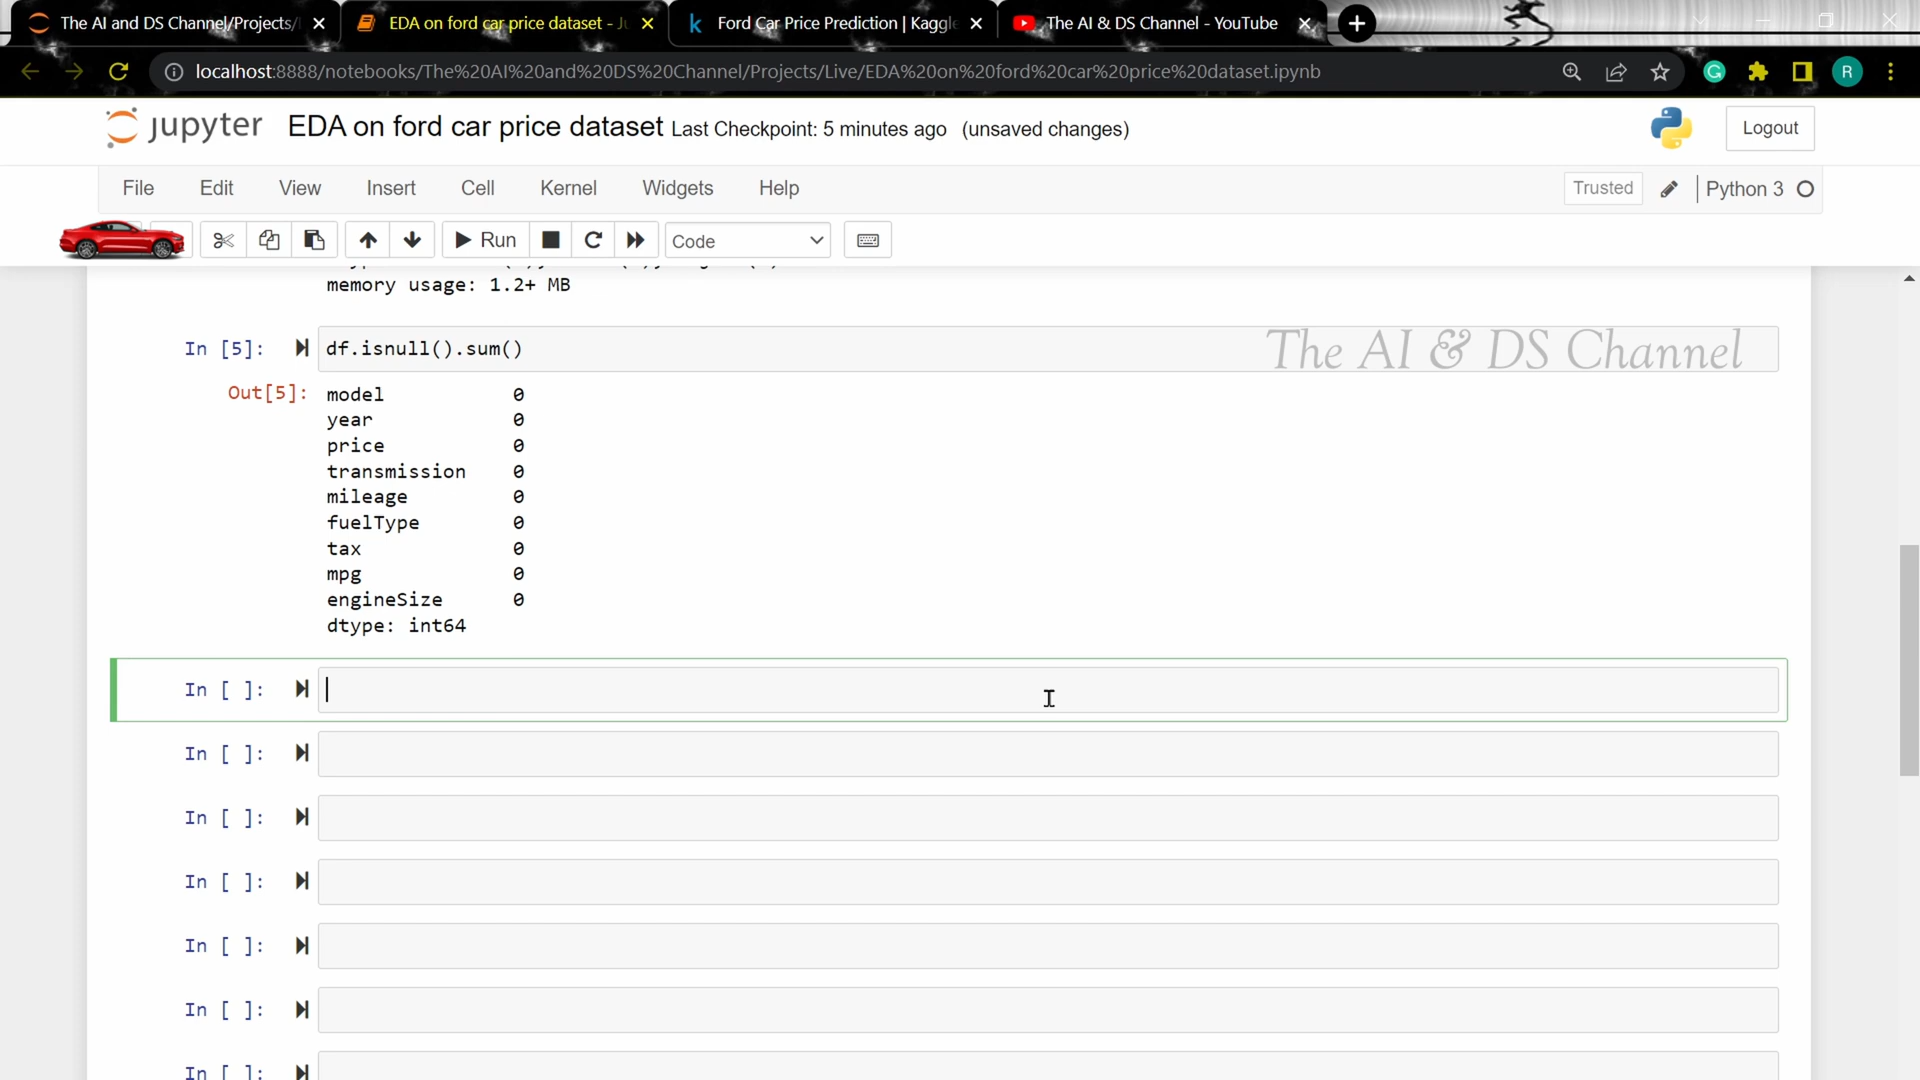 The AI and DS Channel/Projects/
EDA on ford car price dataset - Ju
Ford Car Price Prediction | Kaggle
The AI & DS Channel - YouTube
localhost:8888/notebooks/The%20AI%20and%20DS%20Channel/Projects/Live/EDA%20on%20ford%20car%20price%20dataset.ipynb
R
jupyter EDA on ford car price dataset Last Checkpoint: 5 minutes ago (unsaved changes)
Logout
File Edit View Insert Cell Kernel Widgets Help
Trusted Python 3
Run Code
memory usage: 1.2+ MB
In [5]: df.isnull().sum()
The AI & DS Channel
Out[5]: model 0
year 0
price 0
transmission 0
mileage 0
fuelType 0
tax 0
mpg 0
engineSize 0
dtype: int64
In [ ]:
In [ ]:
In [ ]:
In [ ]:
In [ ]:
In [ ]:
In [ ]: